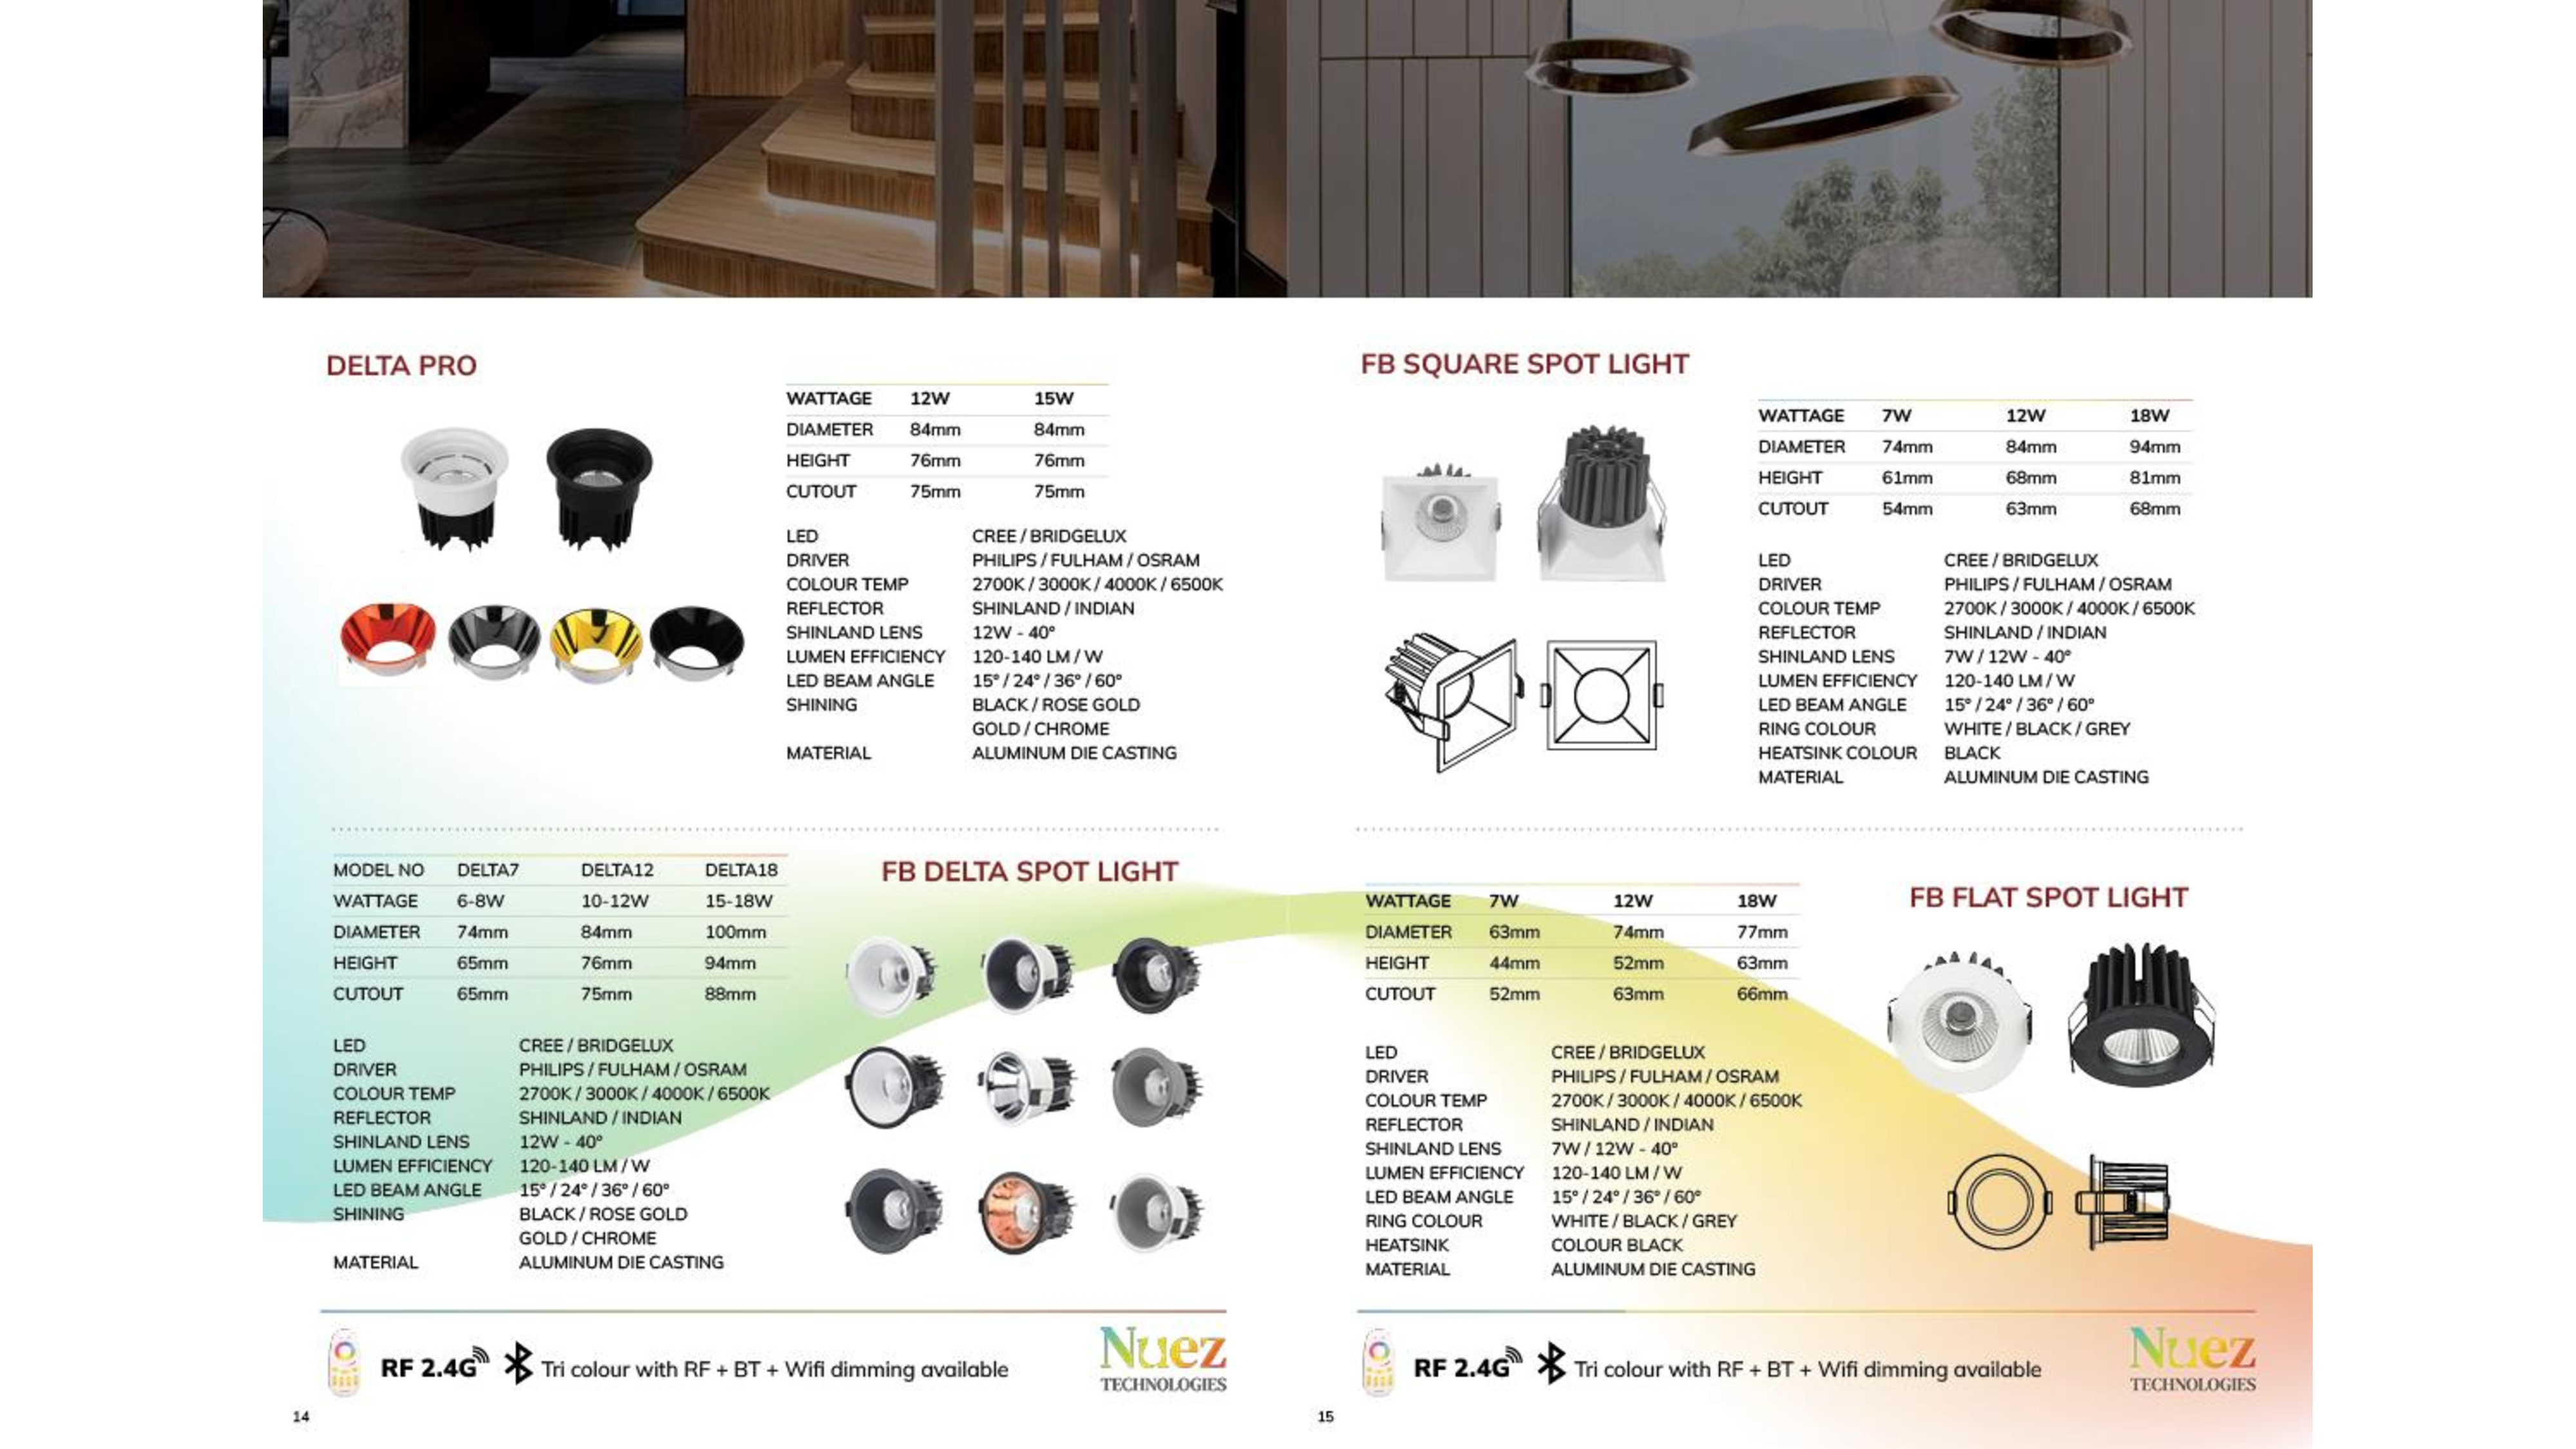 DELTA PRO
WATTAGE 12W 15W
DIAMETER 84mm 84mm
HEIGHT 76mm 76mm
CUTOUT 75mm 75mm
LED CREE / BRIDGELUX
DRIVER PHILIPS / FULHAM / OSRAM
COLOUR TEMP 2700K / 3000K / 4000K / 6500K
REFLECTOR SHINLAND / INDIAN
SHINLAND LENS 12W - 40°
LUMEN EFFICIENCY 120-140 LM / W
LED BEAM ANGLE 15° / 24° / 36° / 60°
SHINING BLACK / ROSE GOLD
GOLD / CHROME
MATERIAL ALUMINUM DIE CASTING
MODEL NO DELTA7 DELTA12 DELTA18
WATTAGE 6-8W 10-12W 15-18W
DIAMETER 74mm 84mm 100mm
HEIGHT 65mm 76mm 94mm
CUTOUT 65mm 75mm 88mm
FB DELTA SPOT LIGHT
LED CREE / BRIDGELUX
DRIVER PHILIPS / FULHAM / OSRAM
COLOUR TEMP 2700K / 3000K / 4000K / 6500K
REFLECTOR SHINLAND / INDIAN
SHINLAND LENS 12W - 40°
LUMEN EFFICIENCY 120-140 LM / W
LED BEAM ANGLE 15° / 24° / 36° / 60°
SHINING BLACK / ROSE GOLD
GOLD / CHROME
MATERIAL ALUMINUM DIE CASTING
RF 2.4G Tri colour with RF + BT + Wifi dimming available
Nuez
TECHNOLOGIES
14
FB SQUARE SPOT LIGHT
WATTAGE 7W 12W 18W
DIAMETER 74mm 84mm 94mm
HEIGHT 61mm 68mm 81mm
CUTOUT 54mm 63mm 68mm
LED CREE / BRIDGELUX
DRIVER PHILIPS / FULHAM / OSRAM
COLOUR TEMP 2700K / 3000K / 4000K / 6500K
REFLECTOR SHINLAND / INDIAN
SHINLAND LENS 7W / 12W - 40°
LUMEN EFFICIENCY 120-140 LM / W
LED BEAM ANGLE 15° / 24° / 36° / 60°
RING COLOUR WHITE / BLACK / GREY
HEATSINK COLOUR BLACK
MATERIAL ALUMINUM DIE CASTING
WATTAGE 7W 12W 18W
DIAMETER 63mm 74mm 77mm
HEIGHT 44mm 52mm 63mm
CUTOUT 52mm 63mm 66mm
FB FLAT SPOT LIGHT
LED CREE / BRIDGELUX
DRIVER PHILIPS / FULHAM / OSRAM
COLOUR TEMP 2700K / 3000K / 4000K / 6500K
REFLECTOR SHINLAND / INDIAN
SHINLAND LENS 7W / 12W - 40°
LUMEN EFFICIENCY 120-140 LM / W
LED BEAM ANGLE 15° / 24° / 36° / 60°
RING COLOUR WHITE / BLACK / GREY
HEATSINK COLOUR BLACK
MATERIAL ALUMINUM DIE CASTING
RF 2.4G Tri colour with RF + BT + Wifi dimming available
Nuez
TECHNOLOGIES
15